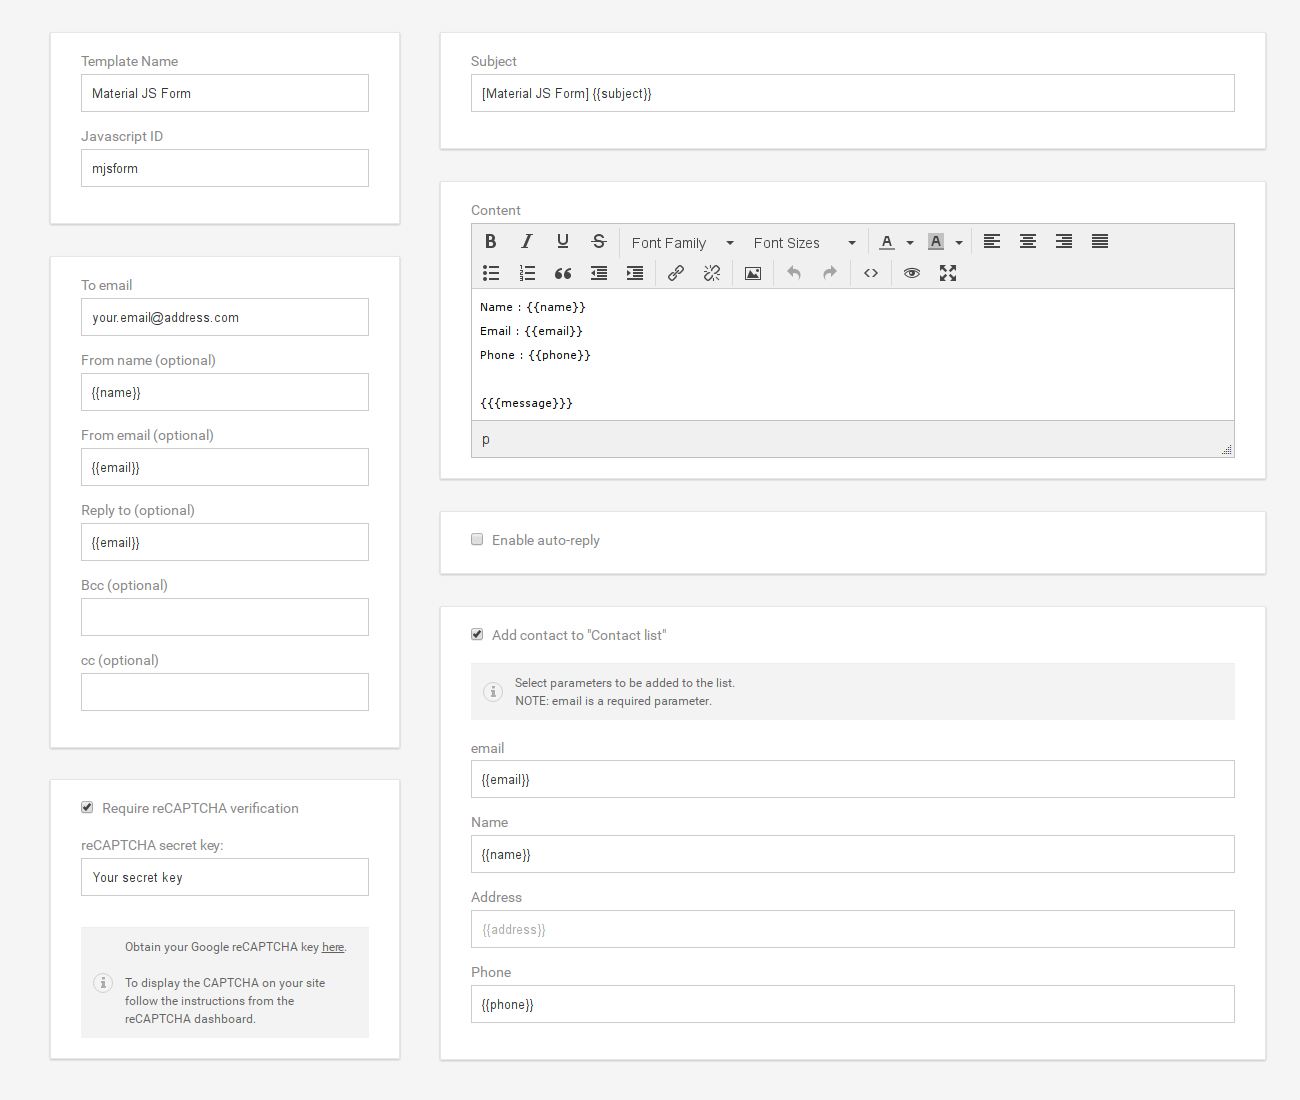 Template Name
Material JS Form
Javascript ID
mjsform
To email
your.email@address.com
From name (optional)
{{name}}
From email (optional)
{{email}}
Reply to (optional)
{{email}}
Bcc (optional)
cc (optional)
Require reCAPTCHA verification
reCAPTCHA secret key:
Your secret key
Obtain your Google reCAPTCHA key here.
To display the CAPTCHA on your site
follow the instructions from the
reCAPTCHA dashboard.
Subject
[Material JS Form] {{subject}}
Content
B I U S Font Family Font Sizes A A
Name : {{name}}
Email : {{email}}
Phone : {{phone}}
{{{message}}}
p
Enable auto-reply
Add contact to "Contact list"
Select parameters to be added to the list.
NOTE: email is a required parameter.
email
{{email}}
Name
{{name}}
Address
{{address}}
Phone
{{phone}}